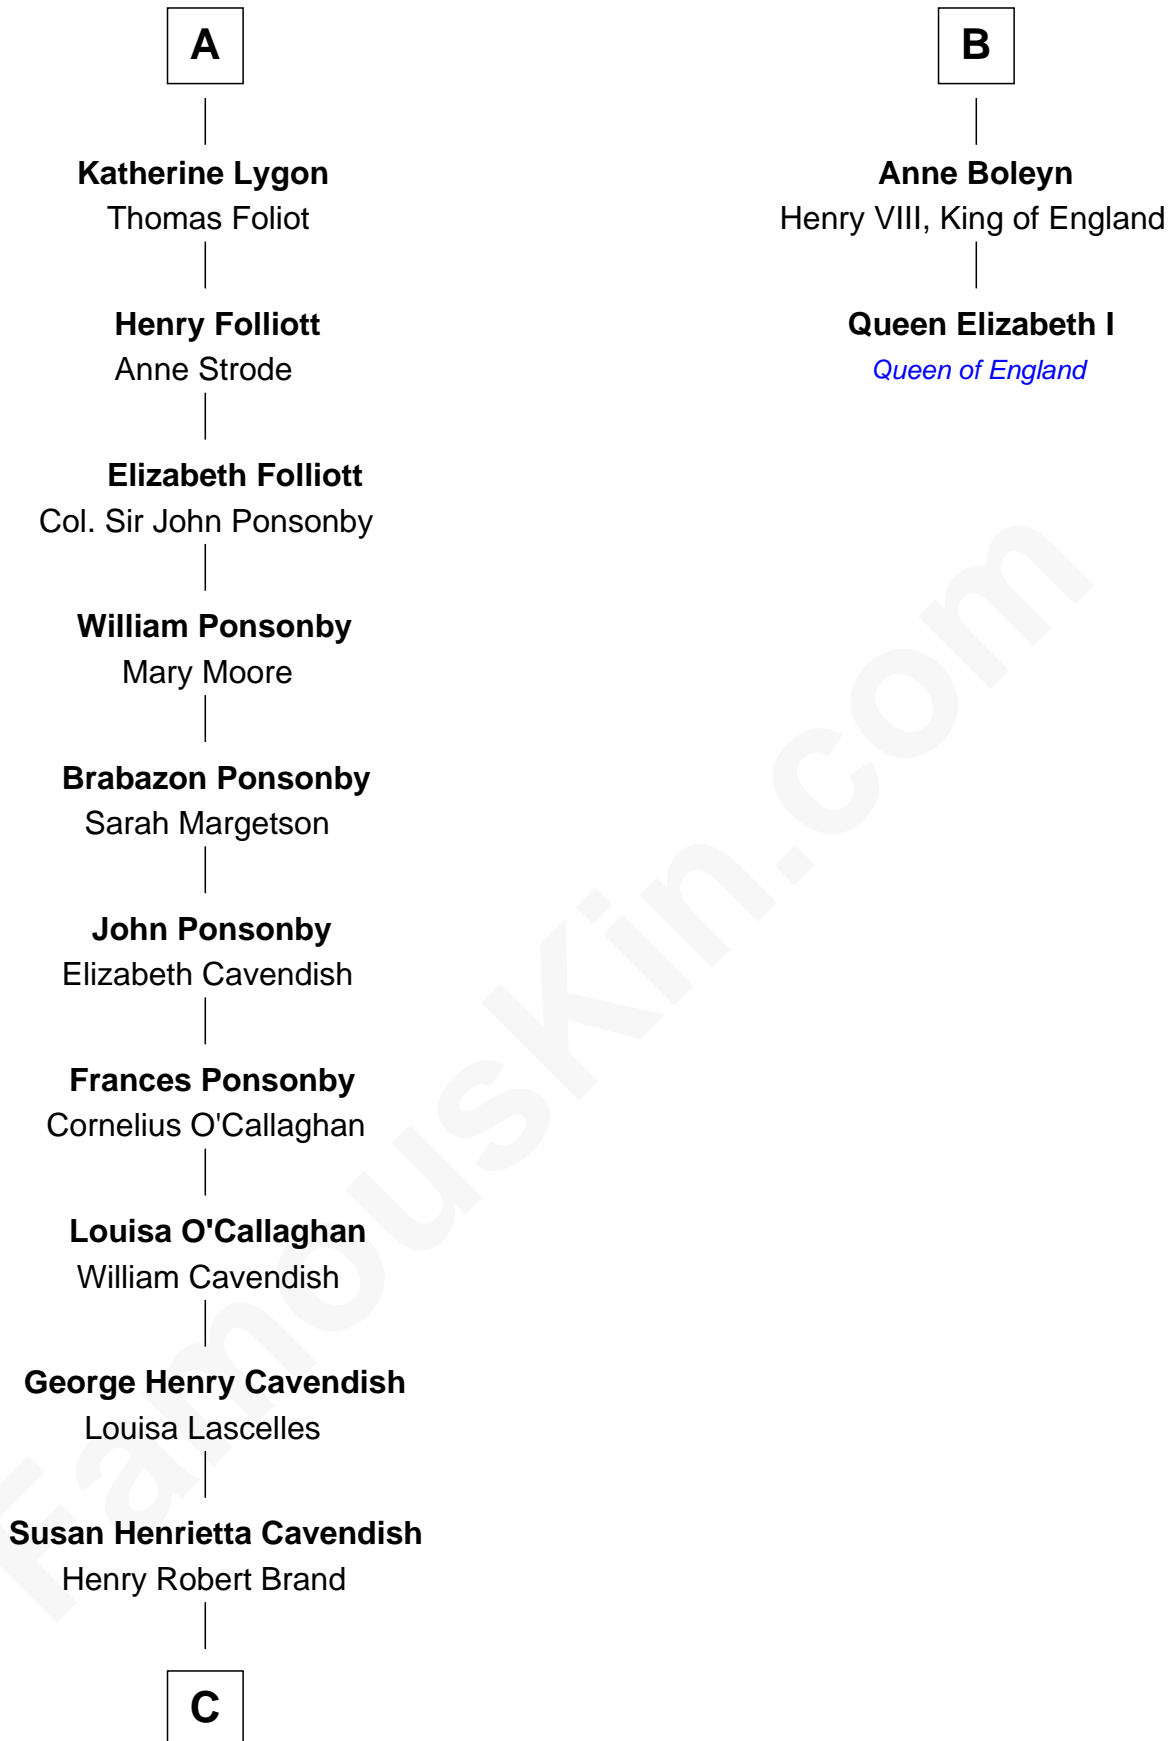 A
Katherine Lygon
Thomas Foliot
Henry Folliott
Anne Strode
Elizabeth Folliott
Col. Sir John Ponsonby
William Ponsonby
Mary Moore
Brabazon Ponsonby
Sarah Margetson
John Ponsonby
Elizabeth Cavendish
Frances Ponsonby
Cornelius O'Callaghan
Louisa O'Callaghan
William Cavendish
George Henry Cavendish
Louisa Lascelles
Susan Henrietta Cavendish
Henry Robert Brand
C
B
Anne Boleyn
Henry VIII, King of England
Queen Elizabeth I
Queen of England
FamousKin.com